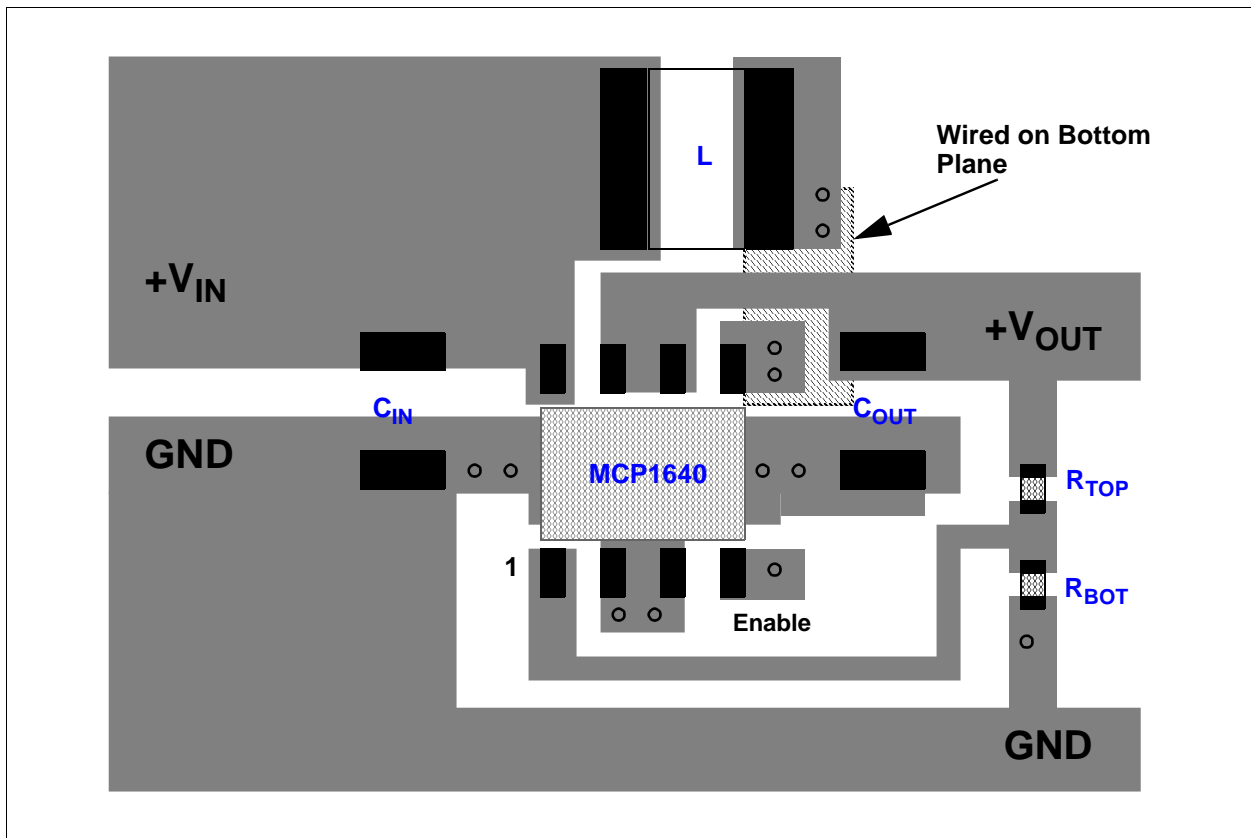 L
Wired on Bottom
Plane
+VIN
+VOUT
CIN
COUT
GND
MCP1640
RTOP
1
RBOT
Enable
GND